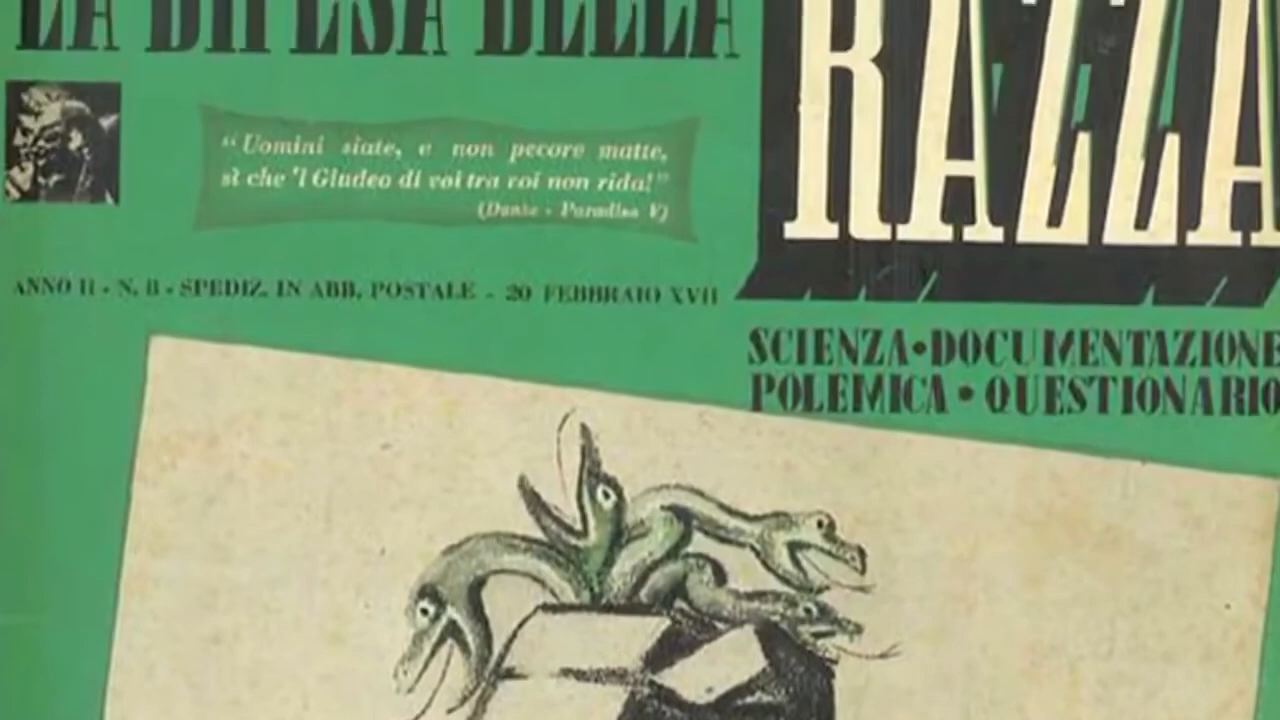 LA DIFESA DELLA
RAZZA
“Uomini siate, e non pecore matte,
sì che 'l Giudeo di voi tra voi non rida!”
(Dante - Paradiso V)
ANNO II - N. 8 - SPEDIZ. IN ABB. POSTALE - 20 FEBBRAIO XVII
SCIENZA•DOCUMENTAZIONE
POLEMICA • QUESTIONARIO